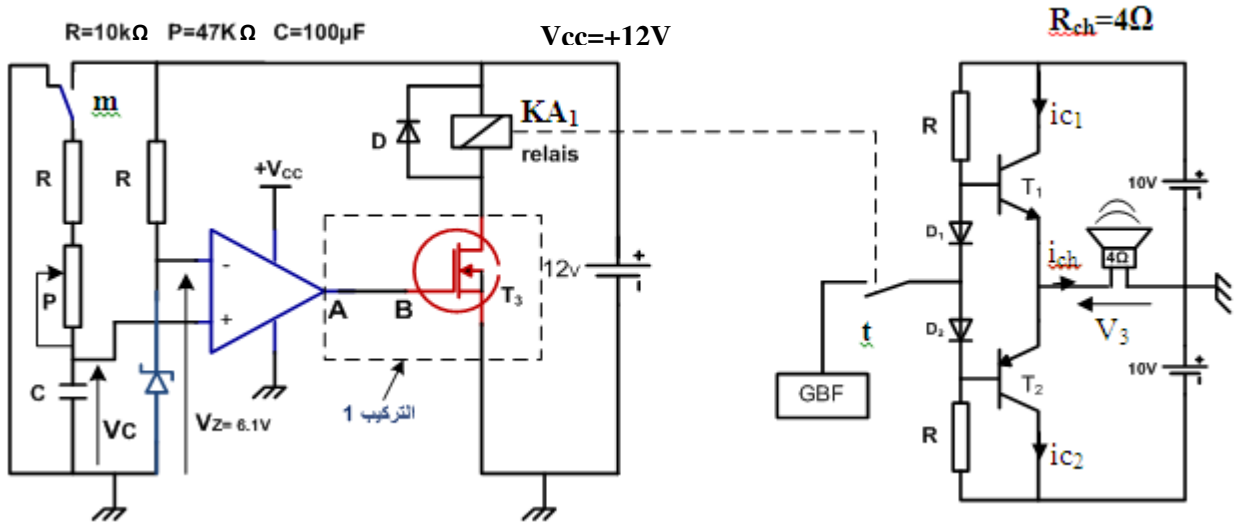 R=10kΩ P=47KΩ C=100µF
Vcc=+12V
Rch=4Ω
m
R
R
P
C
VC
VZ= 6.1V
+VCC
-
+
A
B
D
KA1
relais
T3
التركيب 1
12v
+
-
t
GBF
R
D1
D2
R
T1
T2
ic1
ic2
ich
4Ω
V3
10V
+
-
10V
+
-